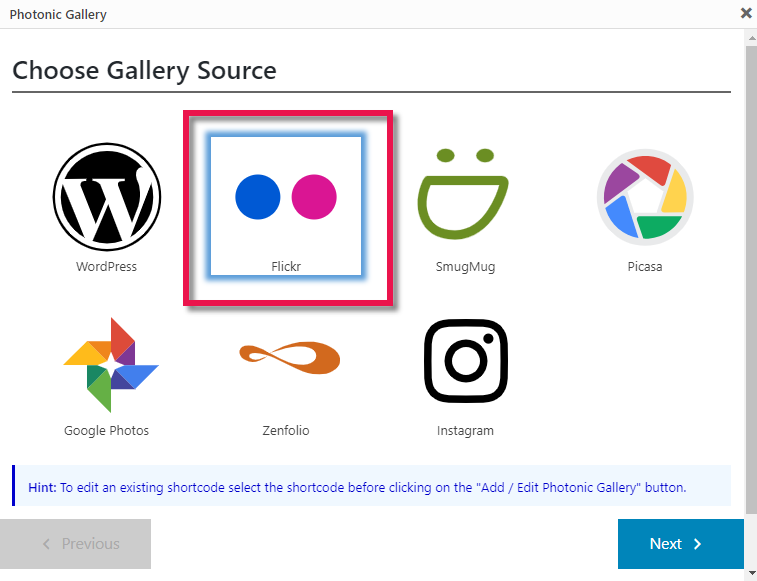 Photonic Gallery
Choose Gallery Source
WordPress
Flickr
SmugMug
Picasa
Google Photos
Zenfolio
Instagram
Hint: To edit an existing shortcode select the shortcode before clicking on the "Add / Edit Photonic Gallery" button.
Previous
Next